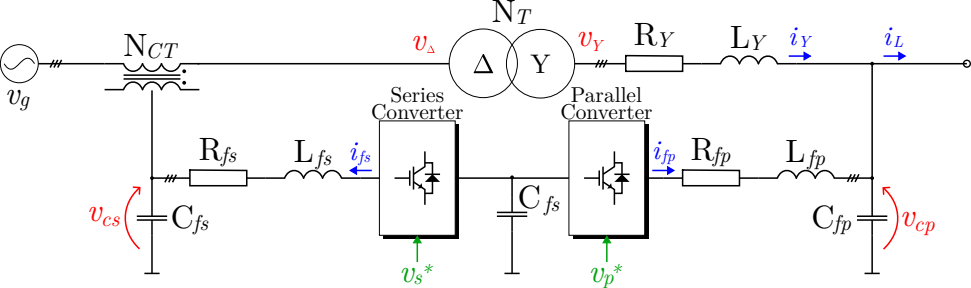 N_T
N_CT
v_Δ
v_Y
R_Y
L_Y
i_Y
i_L
Δ
Y
v_g
Series
Converter
Parallel
Converter
R_fs
L_fs
i_fs
i_fp
R_fp
L_fp
v_cs
C_fs
C_fs
C_fp
v_cp
v_s*
v_p*